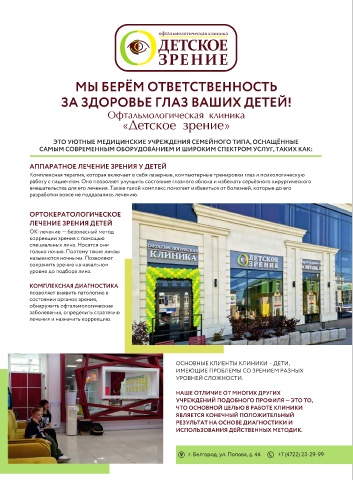 офтальмологическая клиника
ДЕТСКОЕ
ЗРЕНИЕ
МЫ БЕРЁМ ОТВЕТСТВЕННОСТЬ
ЗА ЗДОРОВЬЕ ГЛАЗ ВАШИХ ДЕТЕЙ!
Офтальмологическая клиника
«Детское зрение»
ЭТО УЮТНЫЕ МЕДИЦИНСКИЕ УЧРЕЖДЕНИЯ СЕМЕЙНОГО ТИПА, ОСНАЩЁННЫЕ
САМЫМ СОВРЕМЕННЫМ ОБОРУДОВАНИЕМ И ШИРОКИМ СПЕКТРОМ УСЛУГ, ТАКИХ КАК:
АППАРАТНОЕ ЛЕЧЕНИЕ ЗРЕНИЯ У ДЕТЕЙ
Комплексная терапия, которая включает в себя лазерные, компьютерные тренировки глаз и психологическую
работу с пациентом. Она позволяет улучшить состояние глазного яблока и избежать серьёзного хирургического
вмешательства для его лечения. Также такой комплекс помогает избавиться от болезней, которые до его
разработки вовсе не поддавались лечению.
ОРТОКЕРАТОЛОГИЧЕСКОЕ
ЛЕЧЕНИЕ ЗРЕНИЯ ДЕТЕЙ
ОК-лечение – безопасный метод
коррекции зрения с помощью
специальных линз. Носятся они
только ночью. Поэтому такие линзы
называются ночными. Позволяют
сохранить зрение на начальном
уровне до подбора линз.
КОМПЛЕКСНАЯ ДИАГНОСТИКА
позволяет выявить патологию в
состоянии органов зрения,
обнаружить офтальмологические
заболевания, определить стратегию
лечения и назначить коррекцию.
ОФТАЛЬМОЛОГИЧЕСКАЯ
КЛИНИКА
ДЕТСКОЕ
ЗРЕНИЕ
ОСНОВНЫЕ КЛИЕНТЫ КЛИНИКИ – ДЕТИ,
ИМЕЮЩИЕ ПРОБЛЕМЫ СО ЗРЕНИЕМ РАЗНЫХ
УРОВНЕЙ СЛОЖНОСТИ.
НАШЕ ОТЛИЧИЕ ОТ МНОГИХ ДРУГИХ
УЧРЕЖДЕНИЙ ПОДОБНОГО ПРОФИЛЯ – ЭТО ТО,
ЧТО ОСНОВНОЙ ЦЕЛЬЮ В РАБОТЕ КЛИНИКИ
ЯВЛЯЕТСЯ КОНЕЧНЫЙ ПОЛОЖИТЕЛЬНЫЙ
РЕЗУЛЬТАТ НА ОСНОВЕ ДИАГНОСТИКИ И
ИСПОЛЬЗОВАНИЯ ДЕЙСТВЕННЫХ МЕТОДИК.
г. Белгород, ул. Попова, д. 44
+7 (4722) 23-29-99